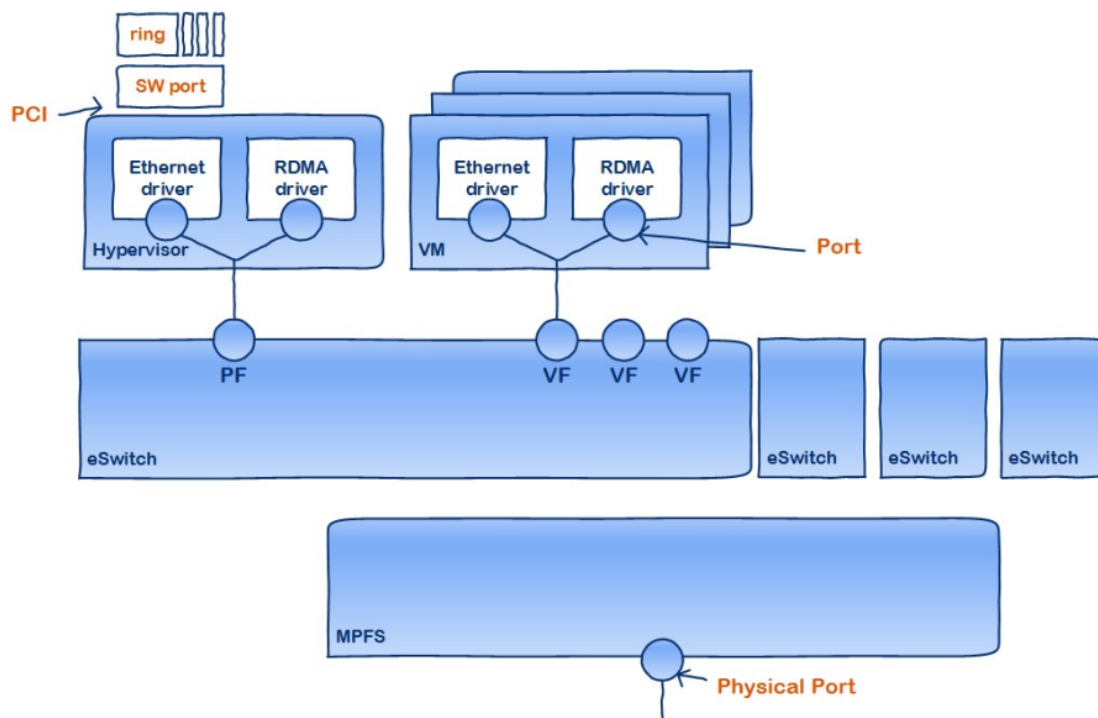 ring
SW port
PCI
Ethernet
driver
RDMA
driver
Hypervisor
Ethernet
driver
RDMA
driver
VM
Port
PF
VF
VF
VF
eSwitch
eSwitch
eSwitch
eSwitch
MPFS
Physical Port